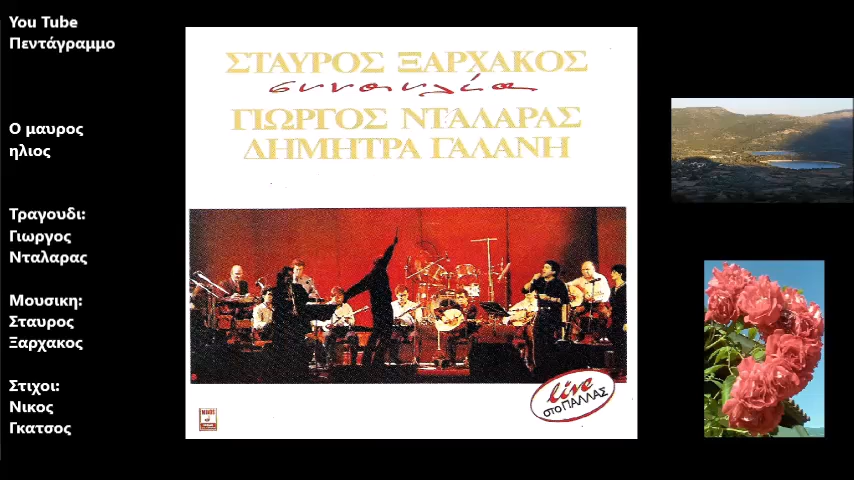 You Tube
Πενтάγραμμο
Ο μαυρος
ηλιος
Τραγουδι:
Γιωργος
Νταλαρας
Μουσικη:
Σταυρος
Ξαρχακος
Στιχοι:
Νικος
Γκατσος
ΣΤΑΥΡΟΣ ΞΑΡΧΑΚΟΣ
συναυλία
ΓΙΩΡΓΟΣ ΝΤΑΛΑΡΑΣ
ΔΗΜΗΤΡΑ ΓΑΛΑΝΗ
live
στο ΠΑΛΛΑΣ